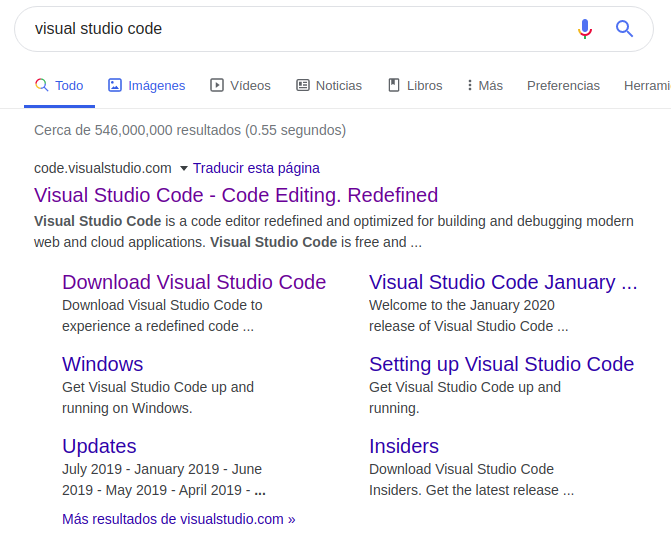 visual studio code
Todo Imágenes Vídeos Noticias Libros Más Preferencias Herrami
Cerca de 546,000,000 resultados (0.55 segundos)
code.visualstudio.com Traducir esta página
Visual Studio Code - Code Editing. Redefined
Visual Studio Code is a code editor redefined and optimized for building and debugging modern
web and cloud applications. Visual Studio Code is free and ...
Download Visual Studio Code
Download Visual Studio Code to
experience a redefined code ...
Visual Studio Code January ...
Welcome to the January 2020
release of Visual Studio Code ...
Windows
Get Visual Studio Code up and
running on Windows.
Setting up Visual Studio Code
Get Visual Studio Code up and
running.
Updates
July 2019 - January 2019 - June
2019 - May 2019 - April 2019 - ...
Insiders
Download Visual Studio Code
Insiders. Get the latest release ...
Más resultados de visualstudio.com »